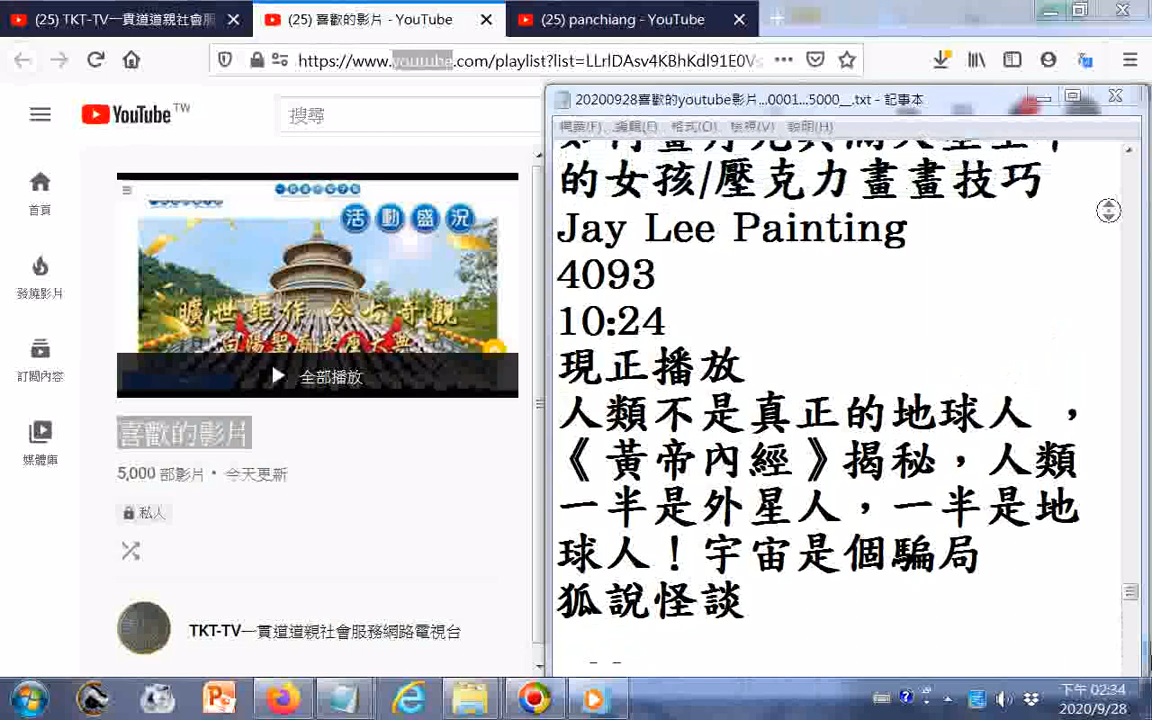 (25) TKT-TV一貫道道親社會服
(25) 喜歡的影片 - YouTube
(25) panchiang - YouTube
https://www.youtube.com/playlist?list=LLrlDAsv4KBhKdl91E0Vs
YouTube TW
搜尋
首頁
發燒影片
訂閱內容
媒體庫
活動盛況
曠世鉅作 今古奇觀
白陽聖廟安座大典
全部播放
喜歡的影片
5,000 部影片・今天更新
私人
TKT-TV一貫道道親社會服務網路電視台
20200928喜歡的youtube影片...0001...5000__.txt - 記事本
檔案(F) 編輯(E) 格式(O) 檢視(V) 說明(H)
的女孩/壓克力畫畫技巧
Jay Lee Painting
4093
10:24
現正播放
人類不是真正的地球人，
《黃帝內經》揭秘，人類
一半是外星人，一半是地
球人！宇宙是個騙局
狐說怪談
下午 02:34
2020/9/28